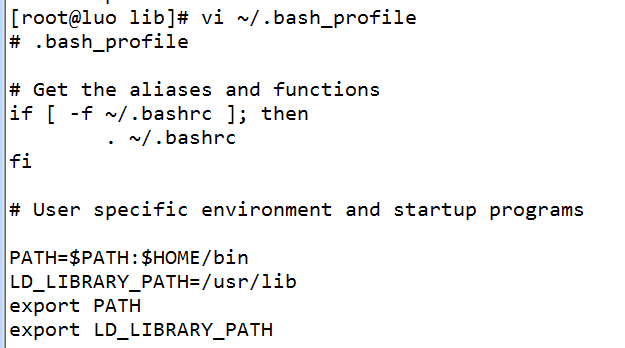 [root@luo lib]# vi ~/.bash_profile
# .bash_profile
# Get the aliases and functions
if [ -f ~/.bashrc ]; then
. ~/.bashrc
fi
# User specific environment and startup programs
PATH=$PATH:$HOME/bin
LD_LIBRARY_PATH=/usr/lib
export PATH
export LD_LIBRARY_PATH